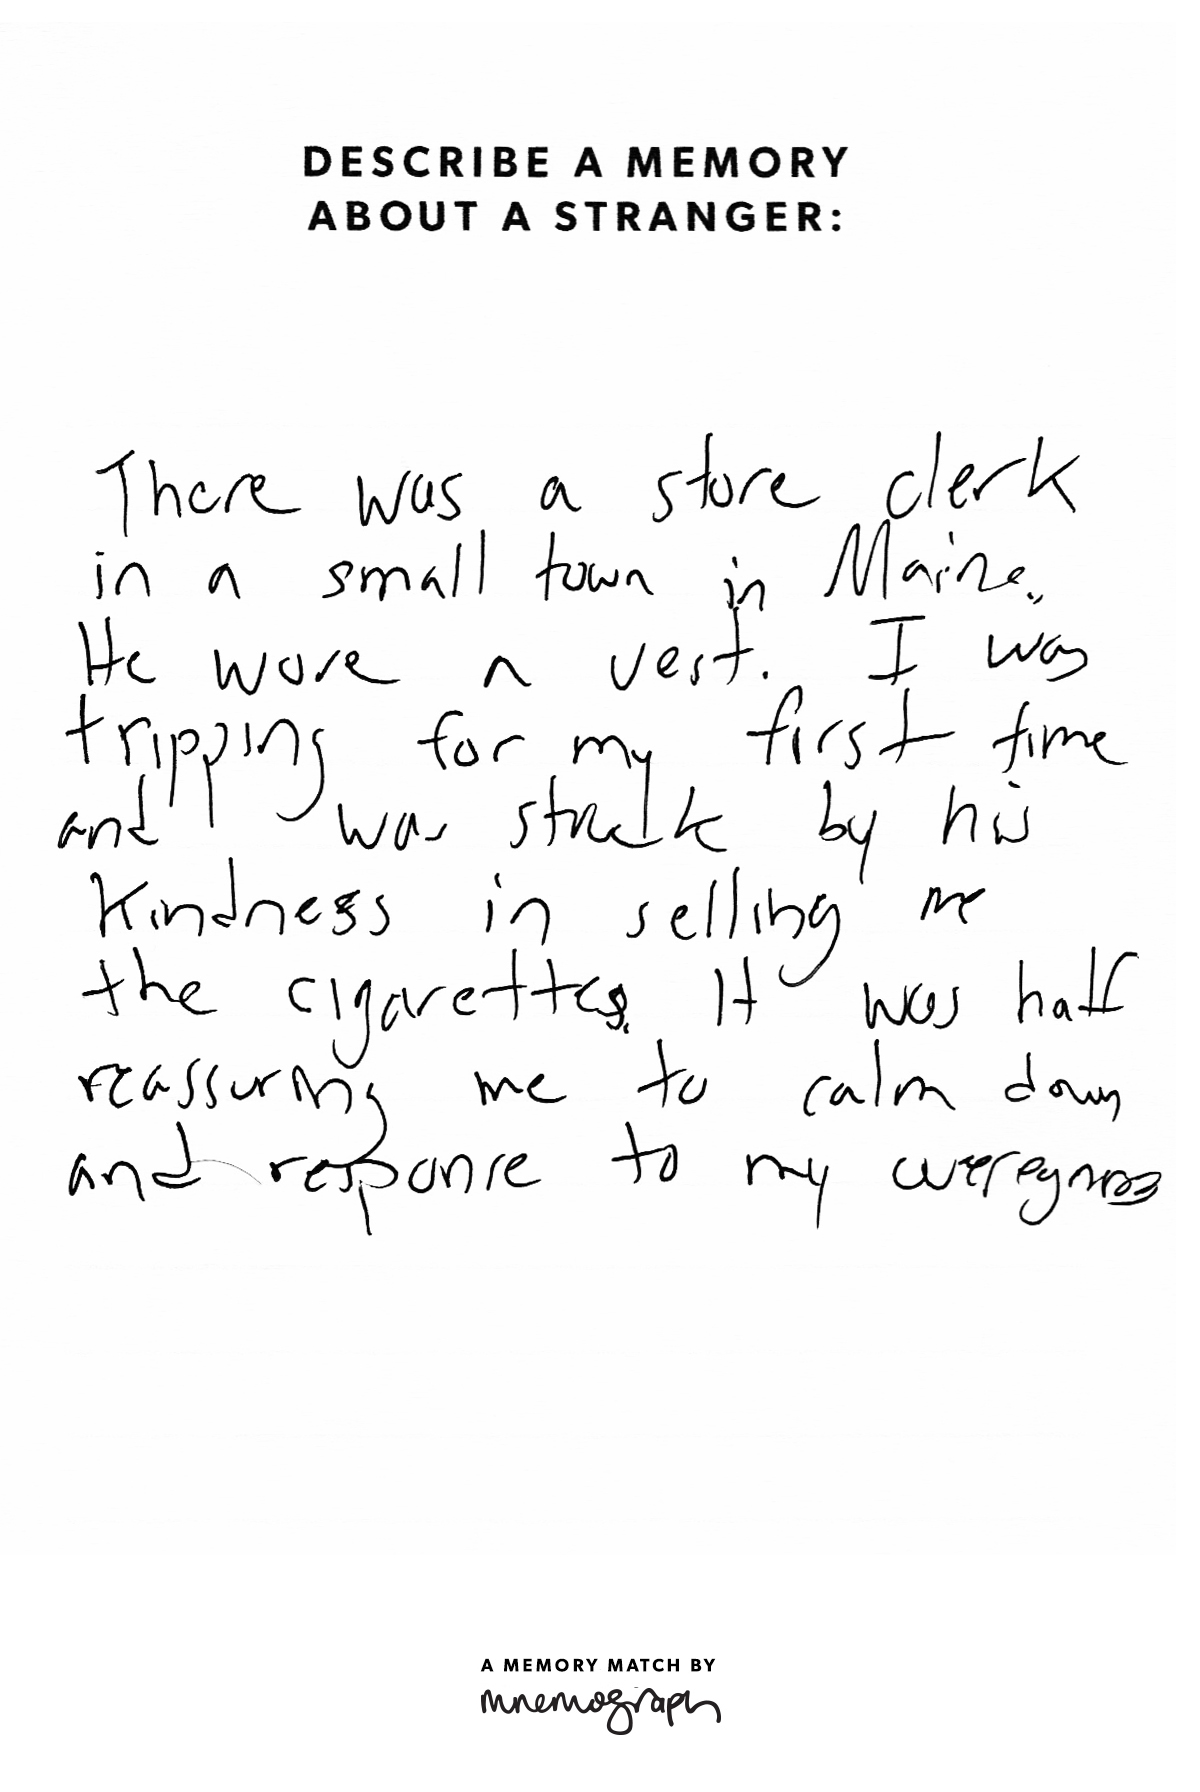 DESCRIBE A MEMORY
ABOUT A STRANGER:
There was a store clerk
in a small town in Maine.
He wore a vest. I was
tripping for my first time
and was struck by his
kindness in selling me
the cigarettes. It was half
reassuring me to calm down
and response to my
A MEMORY MATCH BY
mnemograph